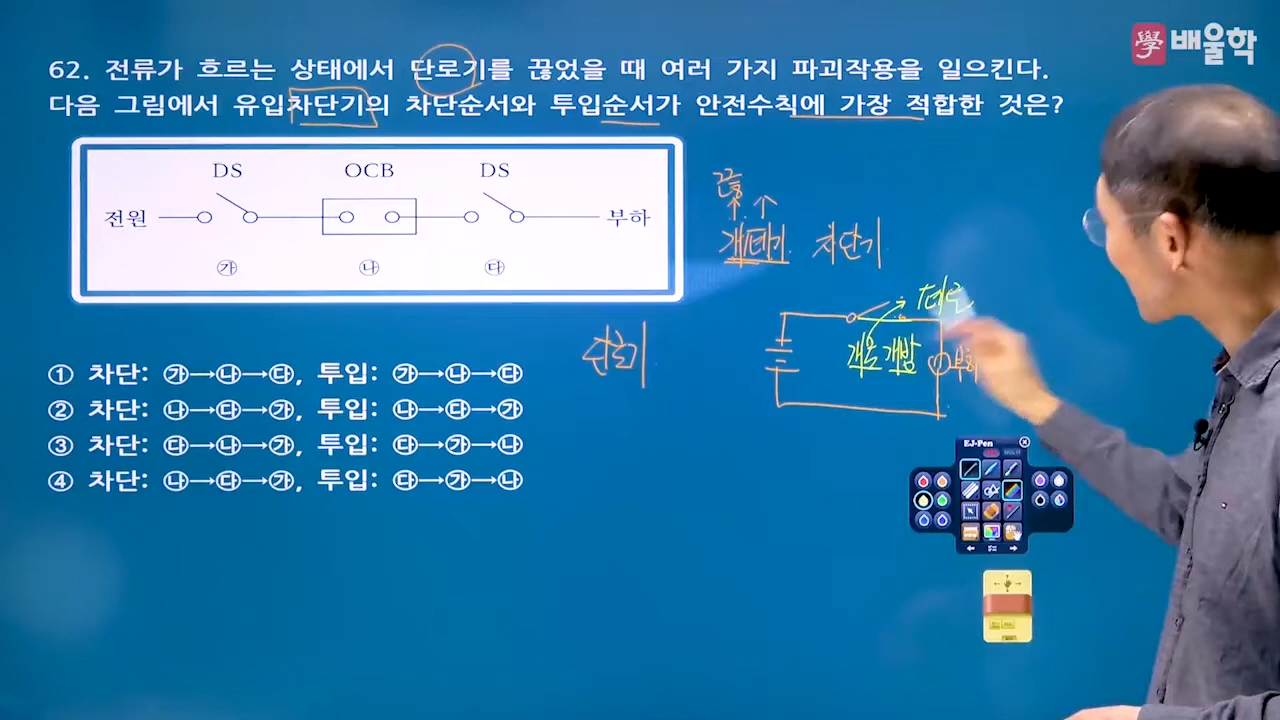 學 배울학
62. 전류가 흐르는 상태에서 단로기를 끊었을 때 여러 가지 파괴작용을 일으킨다.
다음 그림에서 유입차단기의 차단순서와 투입순서가 안전수칙에 가장 적합한 것은?
DS OCB DS
전원 부하
㉮ ㉯ ㉰
개폐기 차단기
단로기
개로 개방
부하
① 차단: ㉮→㉯→㉰, 투입: ㉮→㉯→㉰
② 차단: ㉯→㉰→㉮, 투입: ㉯→㉰→㉮
③ 차단: ㉰→㉯→㉮, 투입: ㉰→㉮→㉯
④ 차단: ㉯→㉰→㉮, 투입: ㉰→㉮→㉯
EJ-Pen